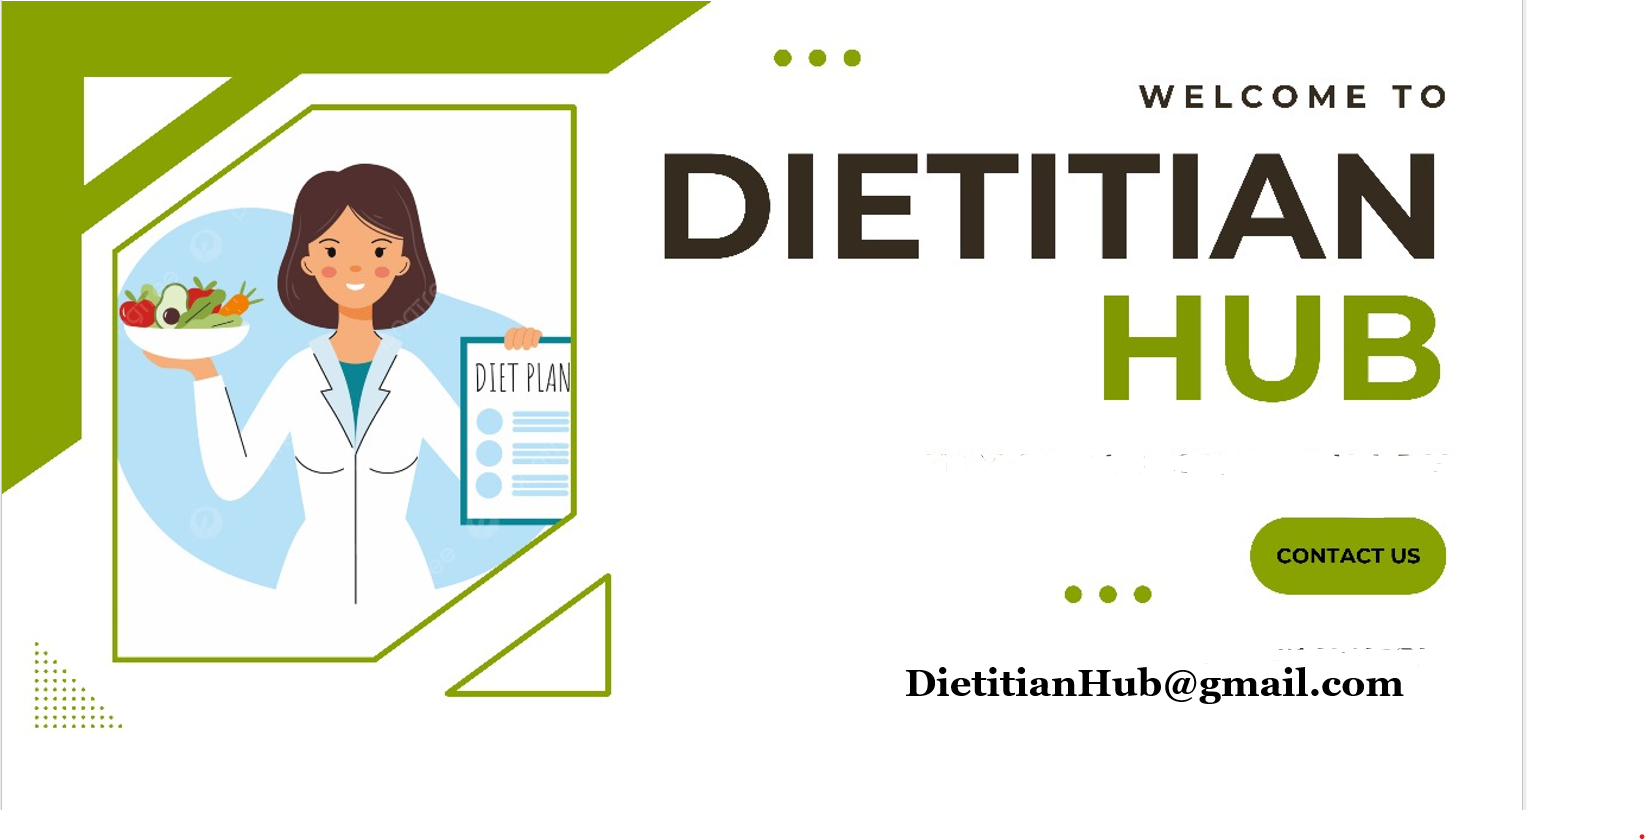 WELCOME TO
DIETITIAN
HUB
DIET PLAN
CONTACT US
DietitianHub@gmail.com